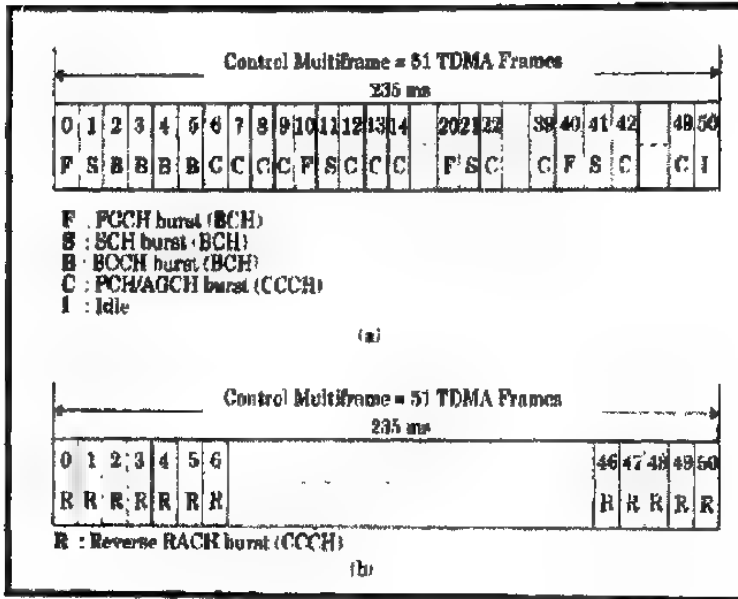 Control Multiframe = 51 TDMA Frames
235 ms
0 1 2 3 4 5 6 7 8 9 10 11 12 13 14 20 21 22 39 40 41 42 49 50
F S B B B B C C C C F S C C C F S C C F S C C I
F : FCCH burst (BCH)
S : SCH burst (BCH)
B : BCCH burst (BCH)
C : PCH/AGCH burst (CCCH)
I : Idle
(a)
Control Multiframe = 51 TDMA Frames
235 ms
0 1 2 3 4 5 6 46 47 48 49 50
R R R R R R R R R R R R
R : Reverse RACH burst (CCCH)
(b)